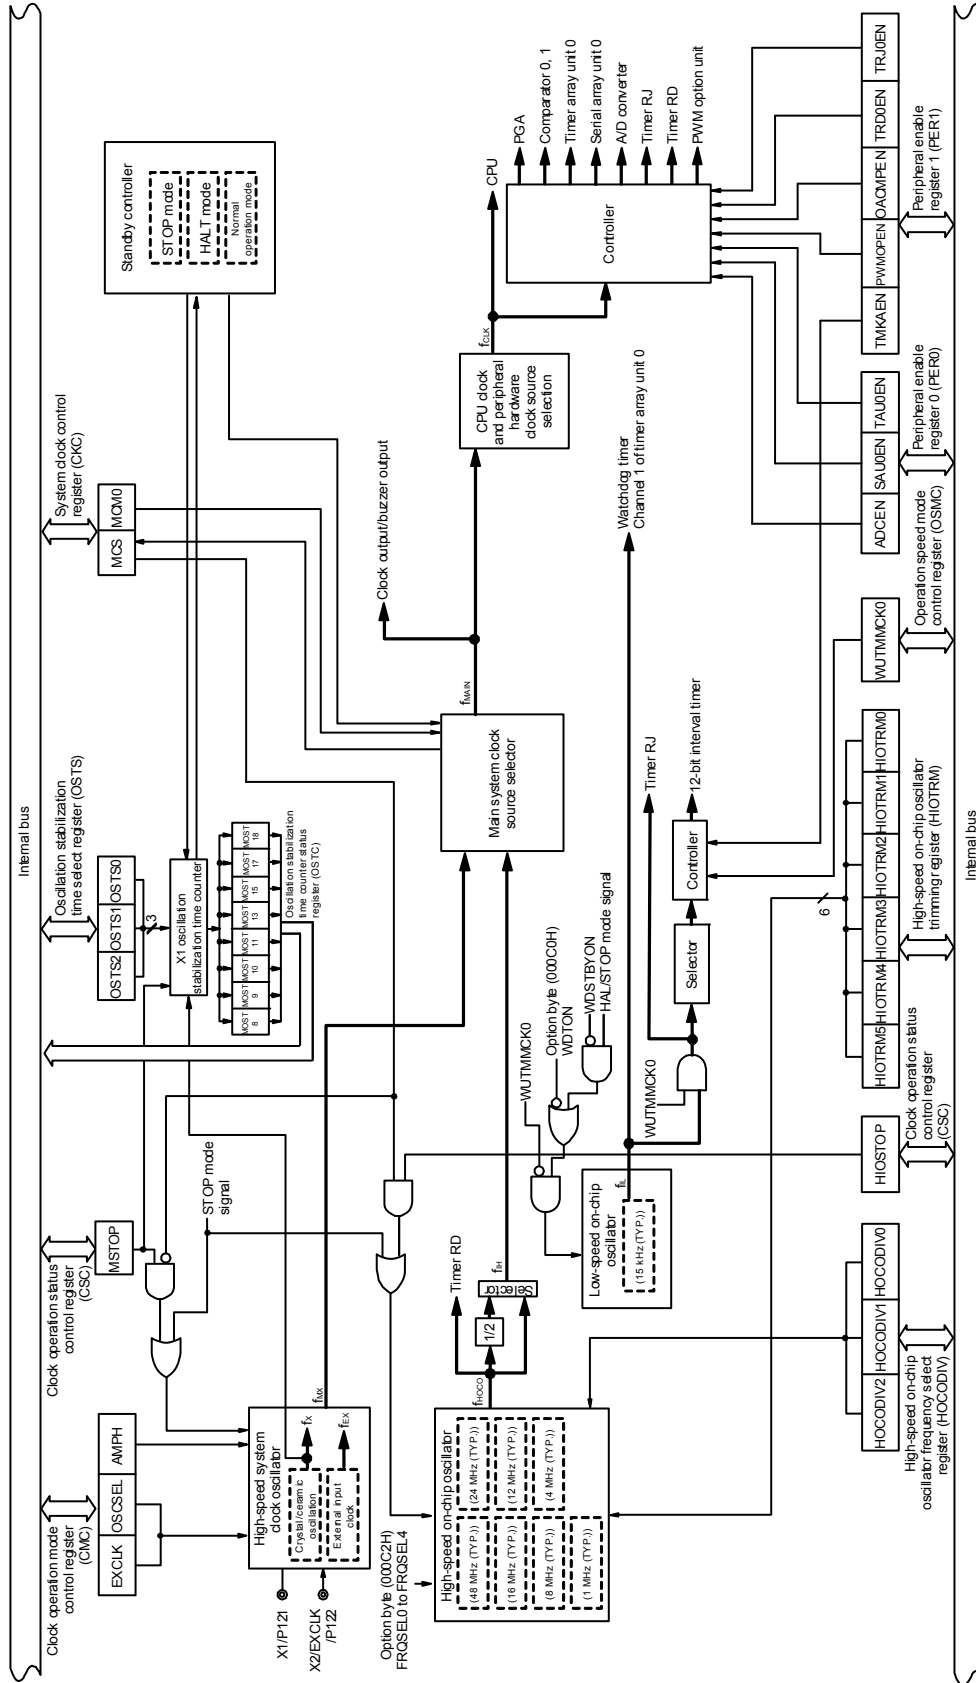 Internal bus
Clock operation mode
control register
(CMC)
EXCLK
OSCSEL
AMPH
Clock operation status
control register
(CSC)
MSTOP
STOP mode
signal
Oscillation stabilization
time select register (OSTS)
OSTS2
OSTS1
OSTS0
3
X1 oscillation
stabilization time counter
MOST
8
MOST
9
MOST
10
MOST
11
MOST
13
MOST
15
MOST
17
MOST
18
Oscillation stabilization
time counter status
register (OSTC)
System clock control
register (CKC)
MCS
MCM0
Standby controller
STOP mode
HALT mode
Normal
operation mode
X1/P121
X2/EXCLK
/P122
High-speed system
clock oscillator
Crystal/ceramic
oscillation
External input
clock
fX
fEX
fMX
Option byte (000C2H)
FRQSEL0 to FRQSEL4
High-speed on-chip oscillator
(48 MHz (TYP.))
(24 MHz (TYP.))
(16 MHz (TYP.))
(12 MHz (TYP.))
(8 MHz (TYP.))
(4 MHz (TYP.))
(1 MHz (TYP.))
fHOCO
Timer RD
1/2
Selector
fIH
Main system clock
source selector
fMAIN
Clock output/buzzer output
CPU clock
and peripheral
hardware
clock source
selection
fCLK
CPU
Controller
PGA
Comparator 0, 1
Timer array unit 0
Serial array unit 0
A/D converter
Timer RJ
Timer RD
PWM option unit
WUTMMCK0
Option byte (000C0H)
WDTON
WDSTBYON
HAL/STOP mode signal
Low-speed on-chip
oscillator
(15 kHz (TYP.))
fIL
Watchdog timer
Channel 1 of timer array unit 0
WUTMMCK0
Timer RJ
Selector
Controller
12-bit interval timer
6
HOCODIV2
HOCODIV1
HOCODIV0
High-speed on-chip
oscillator frequency select
register (HOCODIV)
HIOSTOP
Clock operation status
control register
(CSC)
HIOTRM5
HIOTRM4
HIOTRM3
HIOTRM2
HIOTRM1
HIOTRM0
High-speed on-chip oscillator
trimming register (HIOTRM)
WUTMMCK0
Operation speed mode
control register (OSMC)
ADCEN
SAU0EN
TAU0EN
Peripheral enable
register 0 (PER0)
TMKAEN
PWMOPEN
OACMPEN
TRD0EN
TRJ0EN
Peripheral enable
register 1 (PER1)
Internal bus